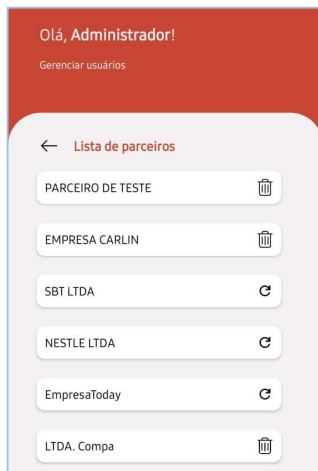 Olá, Administrador!
Gerenciar usuários
Lista de parceiros
PARCEIRO DE TESTE
EMPRESA CARLIN
SBT LTDA
NESTLE LTDA
EmpresaToday
LTDA. Compa